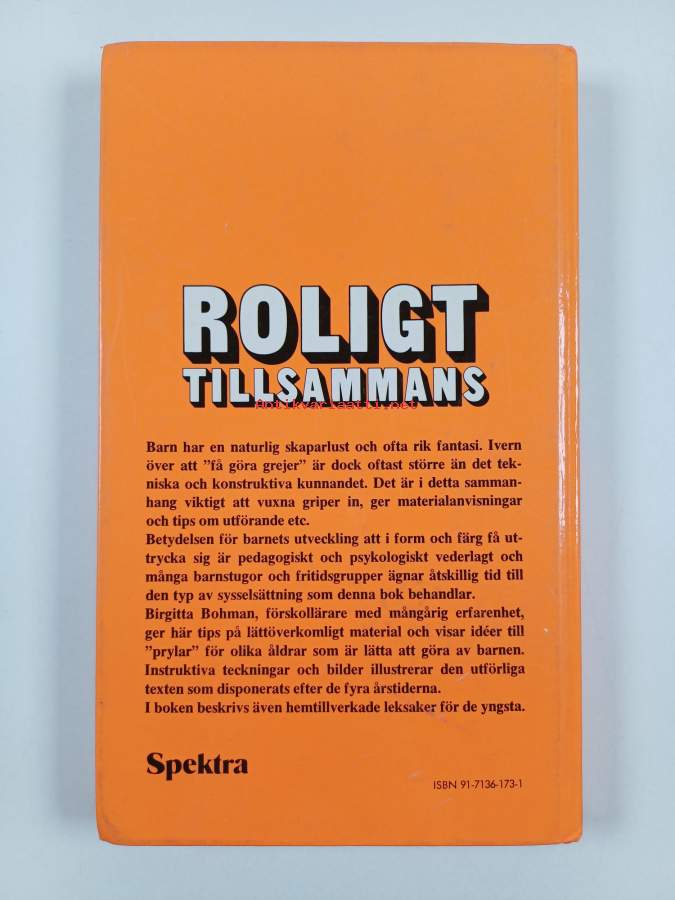 ROLIGT
TILLSAMMANS
Antikvariaatti.net
Barn har en naturlig skaparlust och ofta rik fantasi. Ivern
över att ”få göra grejer” är dock oftast större än det tek-
niska och konstruktiva kunnandet. Det är i detta samman-
hang viktigt att vuxna griper in, ger materialanvisningar
och tips om utförande etc.
Betydelsen för barnets utveckling att i form och färg få ut-
trycka sig är pedagogiskt och psykologiskt vederlagt och
många barnstugor och fritidsgrupper ägnar åtskillig tid till
den typ av sysselsättning som denna bok behandlar.
Birgitta Bohman, förskollärare med mångårig erfarenhet,
ger här tips på lättöverkomligt material och visar idéer till
”prylar” för olika åldrar som är lätta att göra av barnen.
Instruktiva teckningar och bilder illustrerar den utförliga
texten som disponerats efter de fyra årstiderna.
I boken beskrivs även hemtillverkade leksaker för de yngsta.
Spektra
ISBN 91-7136-173-1